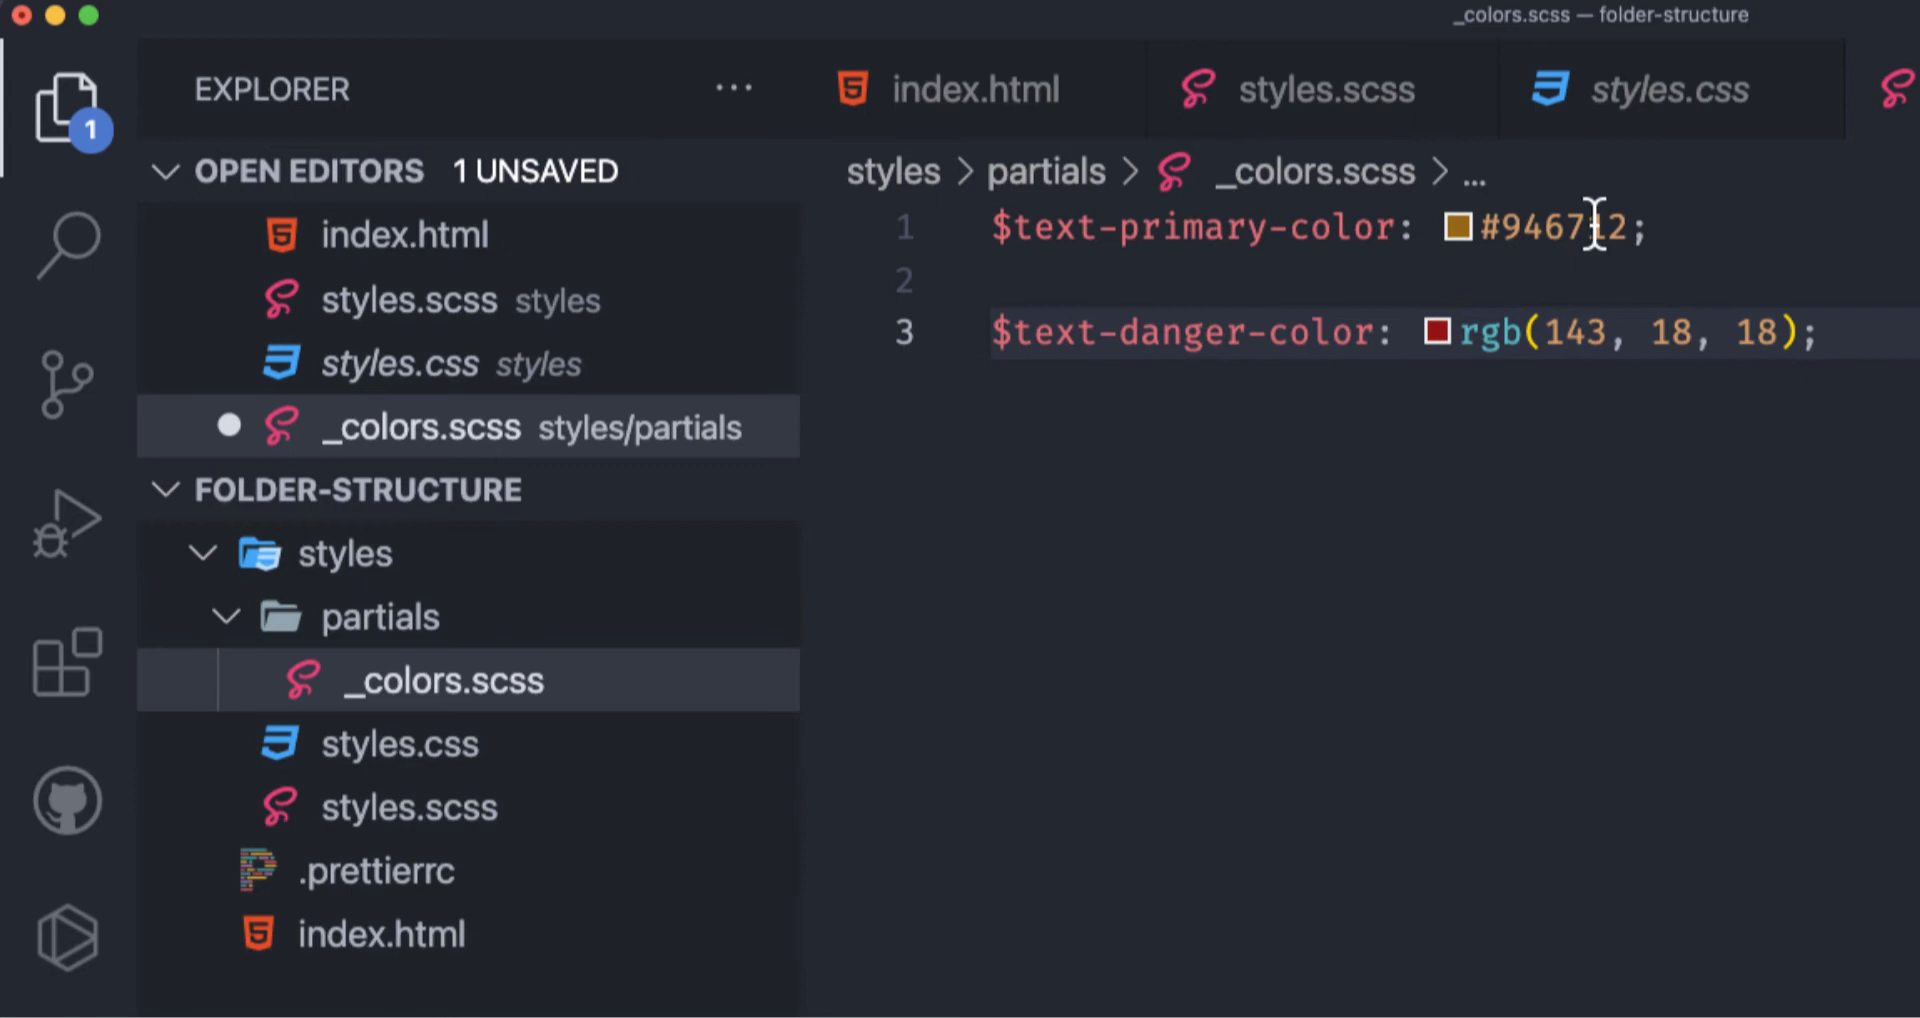 _colors.scss — folder-structure
EXPLORER ...
index.html styles.scss styles.css
1
OPEN EDITORS 1 UNSAVED
styles > partials > _colors.scss > ...
index.html
styles.scss styles
styles.css styles
_colors.scss styles/partials
FOLDER-STRUCTURE
styles
partials
_colors.scss
styles.css
styles.scss
.prettierrc
index.html
1 $text-primary-color: #946712;
2
3 $text-danger-color: rgb(143, 18, 18);